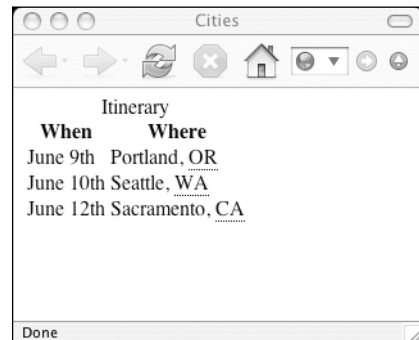 Cities
Itinerary
When Where
June 9th Portland, OR
June 10th Seattle, WA
June 12th Sacramento, CA
Done